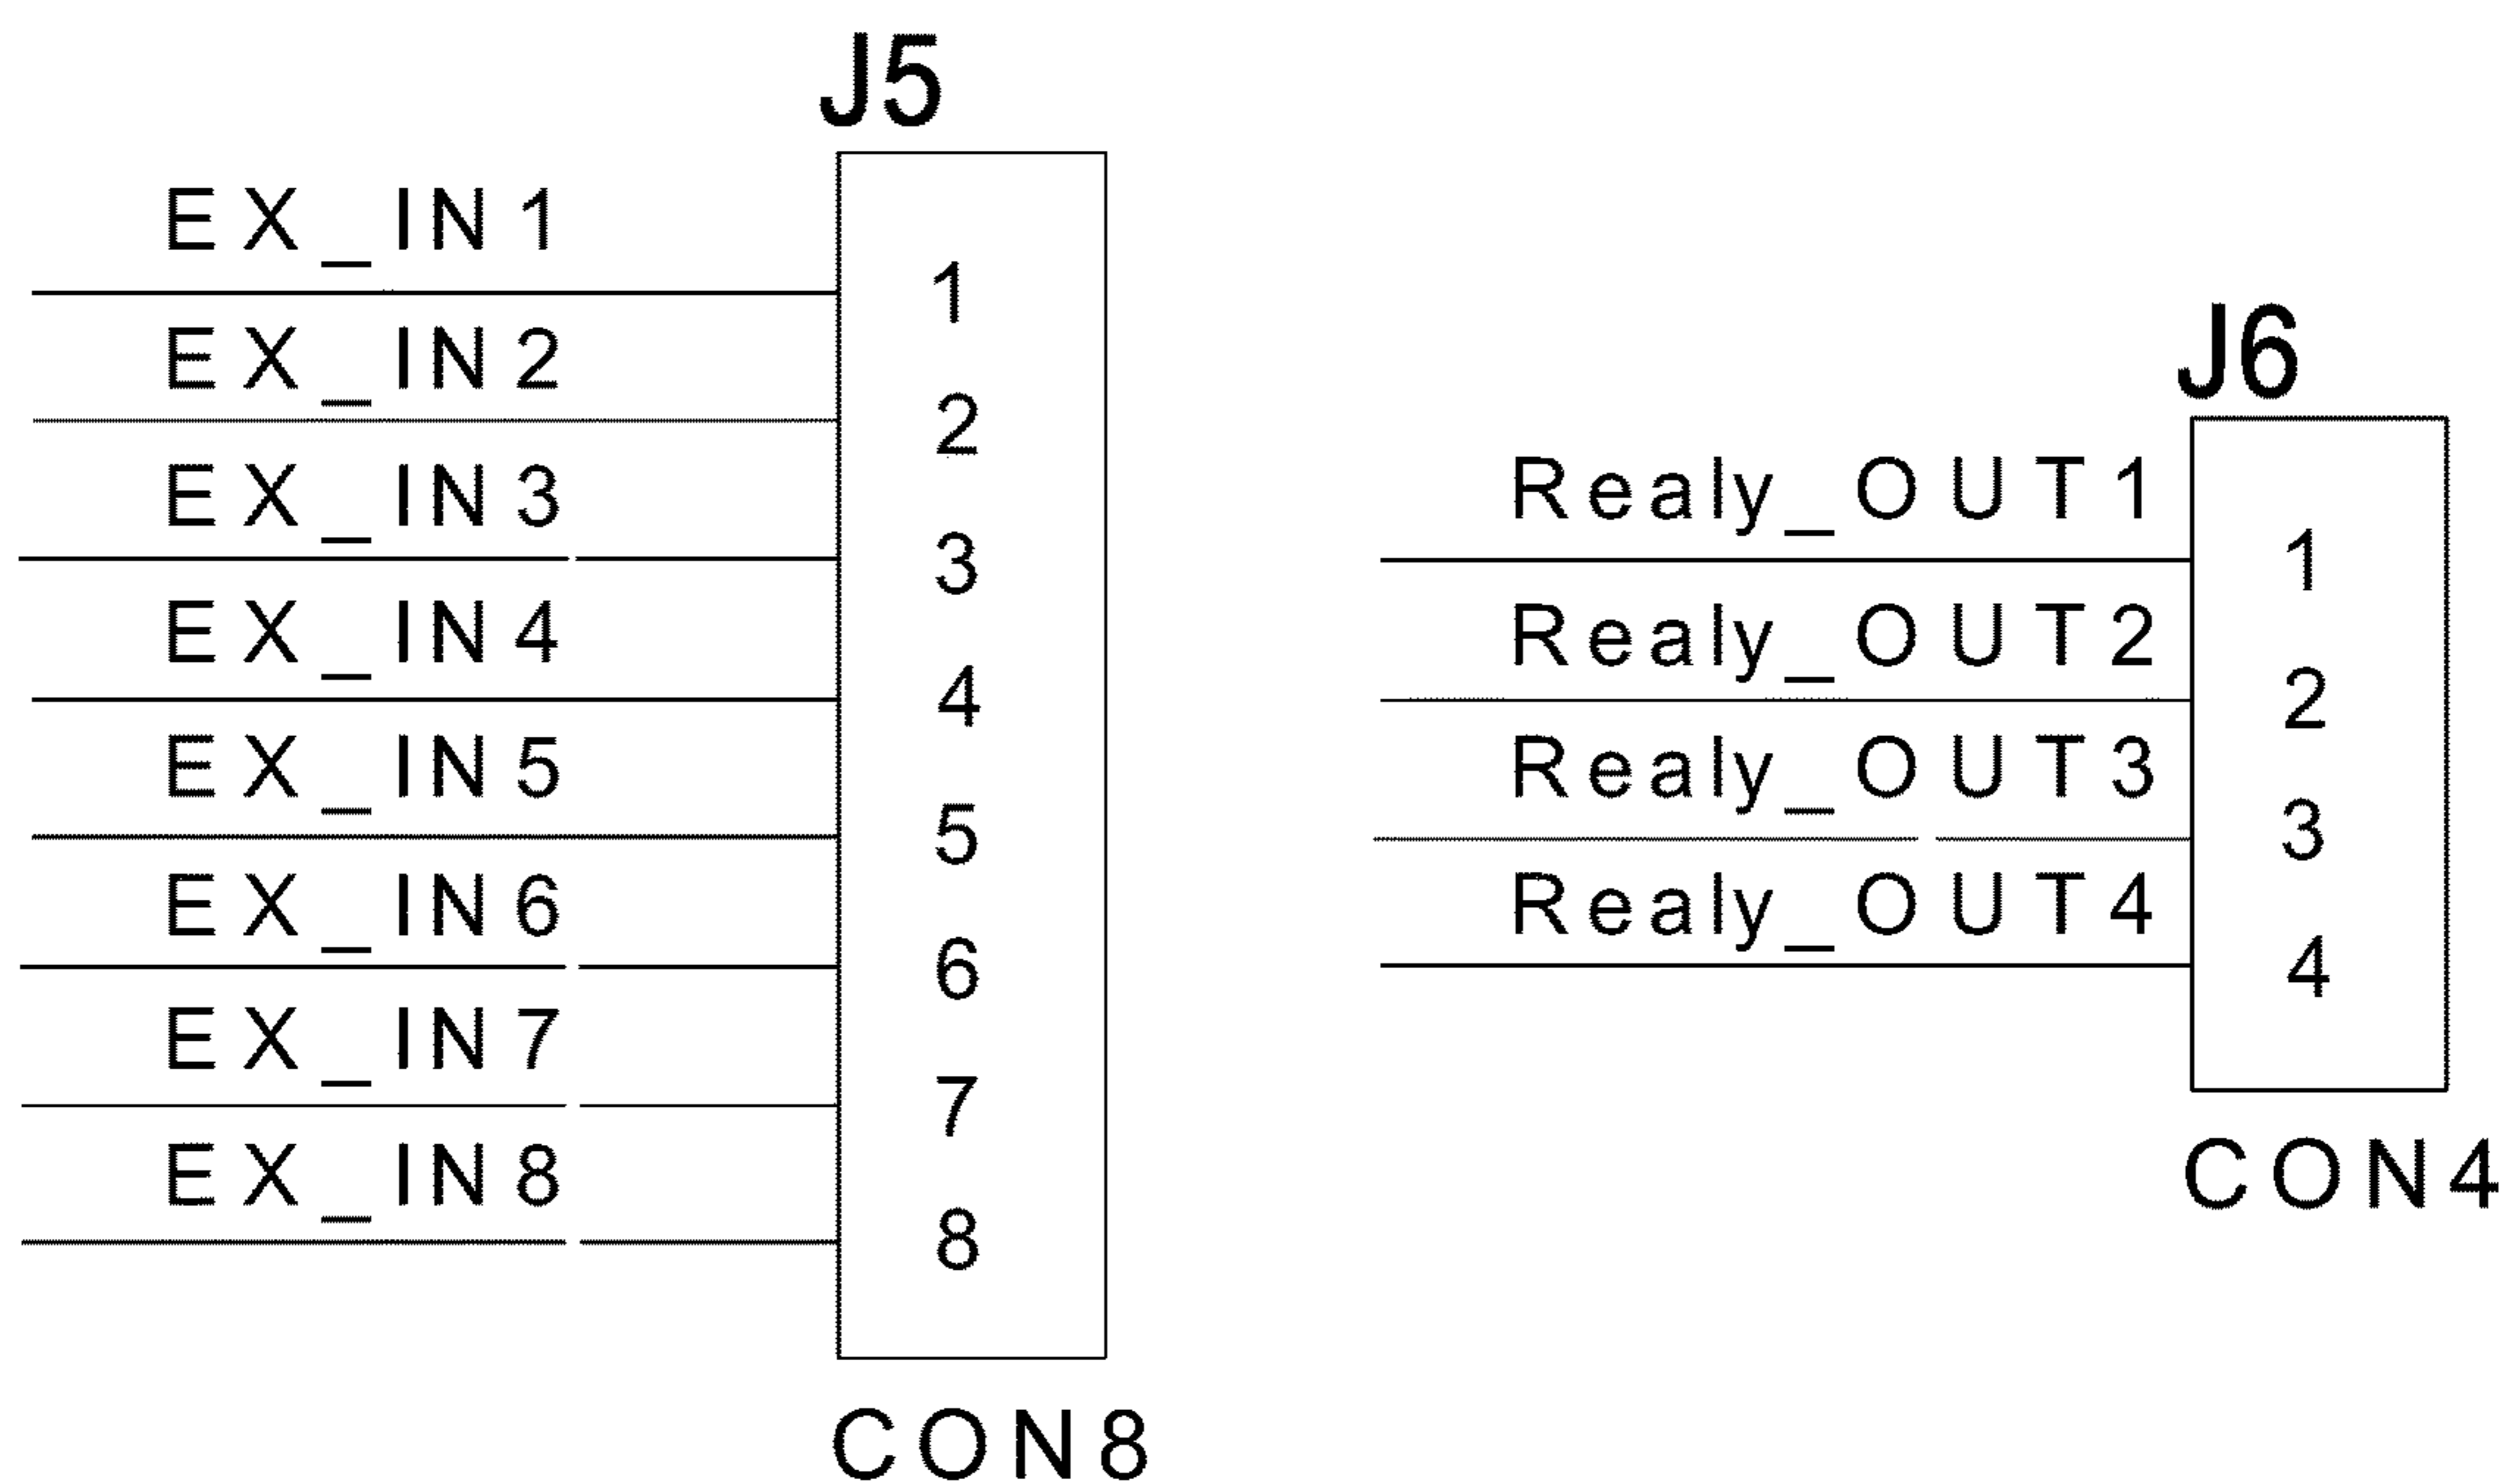 J5
EX_IN1
1
EX_IN2
2
EX_IN3
3
EX_IN4
4
EX_IN5
5
EX_IN6
6
EX_IN7
7
EX_IN8
8
CON8
J6
Realy_OUT1
1
Realy_OUT2
2
Realy_OUT3
3
Realy_OUT4
4
CON4